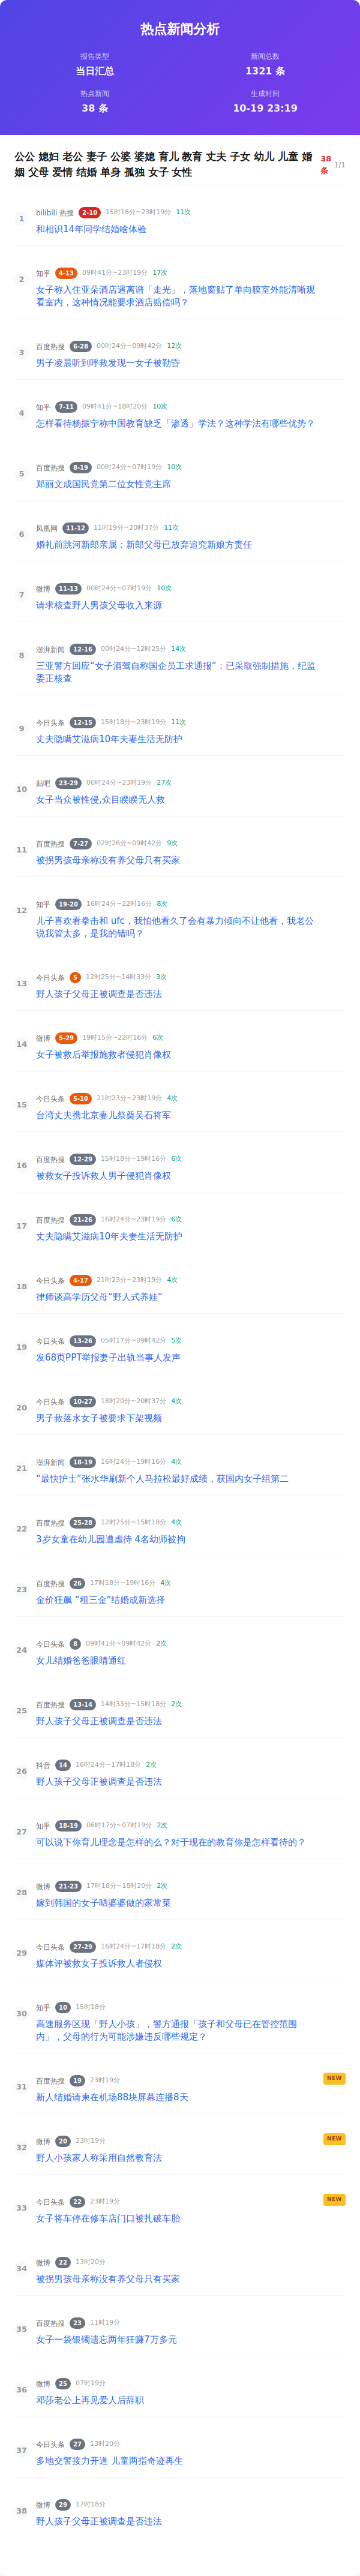 热点新闻分析
报告类型
当日汇总
新闻总数
1321 条
热点新闻
38 条
生成时间
10-19 23:19
公公 媳妇 老公 妻子 公婆 婆媳 育儿 教育 丈夫 子女 幼儿 儿童 婚
姻 父母 爱情 结婚 单身 孤独 女子 女性
38
条
1/1
1
bilibili 热搜 2-10 15时18分~23时19分 11次
和相识14年同学结婚啥体验
2
知乎 4-13 09时41分~23时19分 17次
女子称入住亚朵酒店遇离谱「走光」，落地窗贴了单向膜室外能清晰观
看室内，这种情况能要求酒店赔偿吗？
3
百度热搜 6-28 00时24分~09时42分 12次
男子凌晨听到呼救发现一女子被勒昏
4
知乎 7-11 09时41分~18时20分 10次
怎样看待杨振宁称中国教育缺乏「渗透」学法？这种学法有哪些优势？
5
百度热搜 8-19 00时24分~07时19分 10次
郑丽文成国民党第二位女性党主席
6
凤凰网 11-12 11时19分~20时37分 11次
婚礼前跳河新郎亲属：新郎父母已放弃追究新娘方责任
7
微博 11-13 00时24分~07时19分 10次
请求核查野人男孩父母收入来源
8
澎湃新闻 12-16 00时24分~12时25分 14次
三亚警方回应“女子酒驾自称国企员工求通报”：已采取强制措施，纪监
委正核查
9
今日头条 12-15 15时18分~23时19分 11次
丈夫隐瞒艾滋病10年夫妻生活无防护
10
贴吧 23-29 00时24分~23时19分 27次
女子当众被性侵,众目睽睽无人救
11
百度热搜 7-27 02时26分~09时42分 9次
被拐男孩母亲称没有养父母只有买家
12
知乎 19-20 16时24分~22时16分 8次
儿子喜欢看拳击和 ufc，我怕他看久了会有暴力倾向不让他看，我老公
说我管太多，是我的错吗？
13
今日头条 5 12时25分~14时33分 3次
野人孩子父母正被调查是否违法
14
微博 5-29 19时15分~22时16分 6次
女子被救后举报施救者侵犯肖像权
15
今日头条 5-10 21时23分~23时19分 4次
台湾丈夫携北京妻儿祭奠吴石将军
16
百度热搜 12-29 15时18分~19时16分 6次
被救女子投诉救人男子侵犯肖像权
17
百度热搜 21-26 16时24分~23时19分 6次
丈夫隐瞒艾滋病10年夫妻生活无防护
18
今日头条 4-17 21时23分~23时19分 4次
律师谈高学历父母“野人式养娃”
19
今日头条 13-26 05时17分~09时42分 5次
发68页PPT举报妻子出轨当事人发声
20
今日头条 10-27 18时20分~20时37分 4次
男子救落水女子被要求下架视频
21
澎湃新闻 18-19 16时24分~19时16分 4次
“最快护士”张水华刷新个人马拉松最好成绩，获国内女子组第二
22
百度热搜 25-28 12时25分~15时18分 4次
3岁女童在幼儿园遭虐待 4名幼师被拘
23
百度热搜 26 17时18分~19时16分 4次
金价狂飙 “租三金”结婚成新选择
24
今日头条 8 09时41分~09时42分 2次
女儿结婚爸爸眼睛通红
25
百度热搜 13-14 14时33分~15时18分 2次
野人孩子父母正被调查是否违法
26
抖音 14 16时24分~17时18分 2次
野人孩子父母正被调查是否违法
27
知乎 18-19 06时17分~07时19分 2次
可以说下你育儿理念是怎样的么？对于现在的教育你是怎样看待的？
28
微博 21-23 17时18分~18时20分 2次
嫁到韩国的女子晒婆婆做的家常菜
29
今日头条 27-29 16时24分~17时18分 2次
媒体评被救女子投诉救人者侵权
30
知乎 10 15时18分
高速服务区现「野人小孩」，警方通报「孩子和父母已在管控范围
内」，父母的行为可能涉嫌违反哪些规定？
31
百度热搜 19 23时19分
NEW
新人结婚请柬在机场88块屏幕连播8天
32
微博 20 23时19分
NEW
野人小孩家人称采用自然教育法
33
今日头条 22 23时19分
NEW
女子将车停在修车店门口被扎破车胎
34
微博 22 13时20分
被拐男孩母亲称没有养父母只有买家
35
百度热搜 23 11时19分
女子一袋银镯遗忘两年狂赚7万多元
36
微博 25 07时19分
邓莎老公上再见爱人后辞职
37
今日头条 27 13时20分
多地交警接力开道 儿童两指奇迹再生
38
微博 29 17时18分
野人孩子父母正被调查是否违法